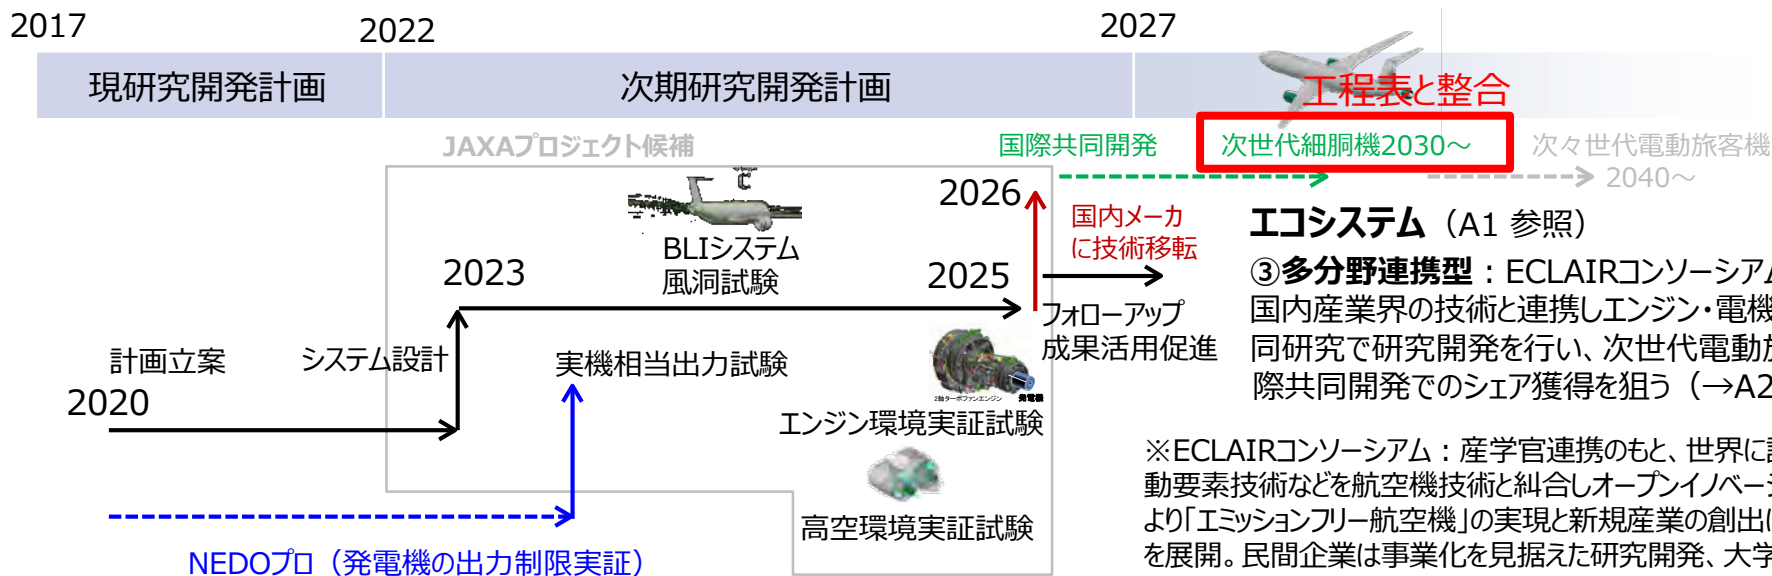 2017
2022
2027
現研究開発計画
次期研究開発計画
工程表と整合
JAXAプロジェクト候補
国際共同開発
次世代細胴機2030～
次々世代電動旅客機
2040～
2026
国内メーカ
に技術移転
BLIシステム
風洞試験
2023
2025
フォローアップ
成果活用促進
計画立案
システム設計
実機相当出力試験
2020
2軸ターボファンエンジン
発電機
エンジン環境実証試験
高空環境実証試験
NEDOプロ（発電機の出力制限実証）
エコシステム（A1 参照）
③多分野連携型：ECLAIRコンソーシアム
国内産業界の技術と連携しエンジン・電機
同研究で研究開発を行い、次世代電動
際共同開発でのシェア獲得を狙う（→A2
※ECLAIRコンソーシアム：産学官連携のもと、世界に
動要素技術などを航空機技術と糾合しオープンイノベー
より「エミッションフリー航空機」の実現と新規産業の創出
を展開。民間企業は事業化を見据えた研究開発、大学